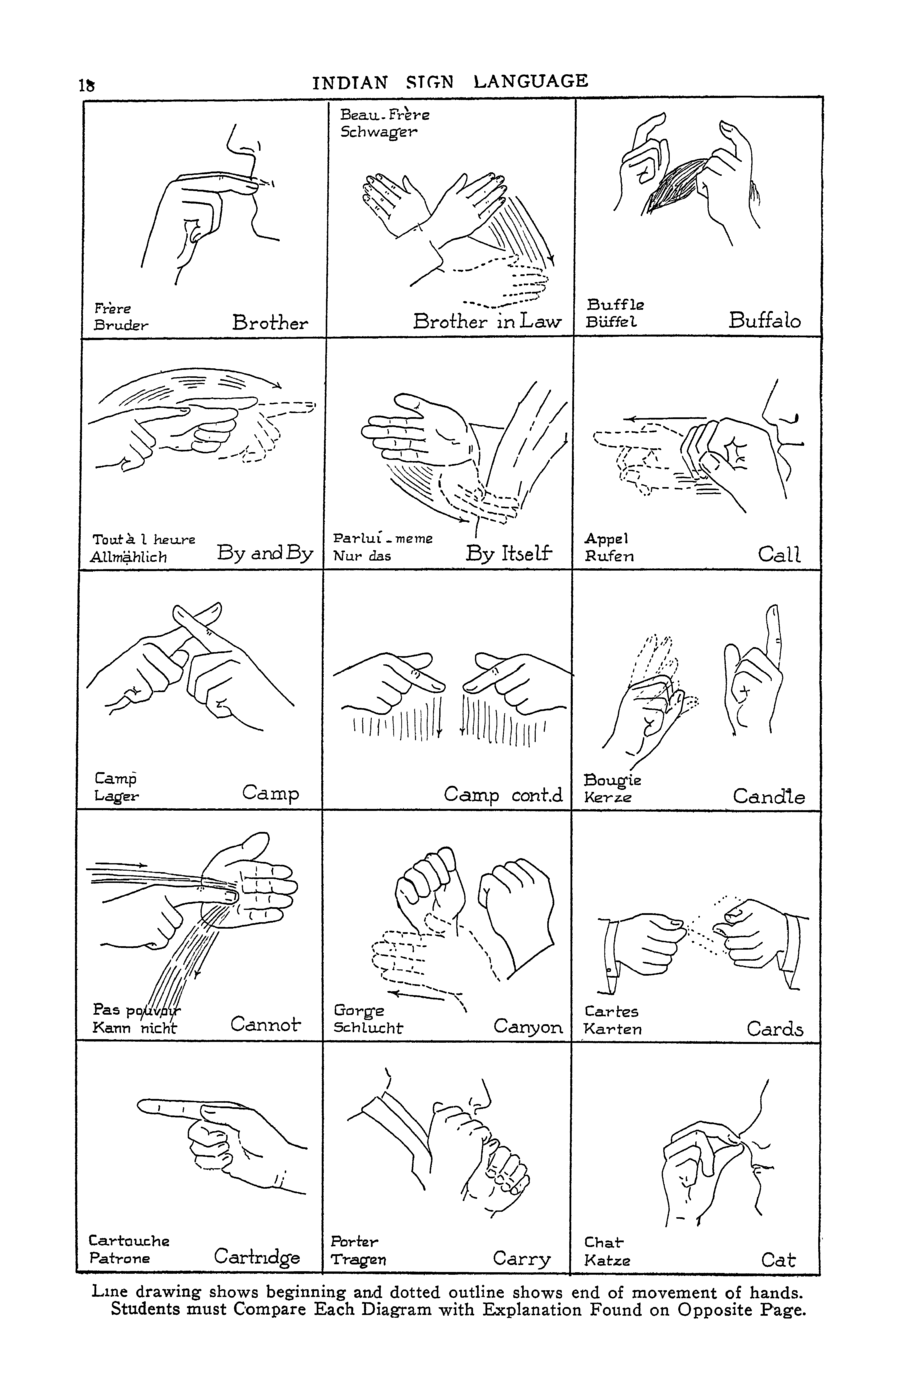 18
INDIAN SIGN LANGUAGE
Frère
Bruder
Brother
Beau-Frère
Schwager
Brother in Law
Buffle
Büffel
Buffalo
Tout à l heure
Allmählich
By and By
Parlui-meme
Nur das
By Itself
Appel
Rufen
Call
Camp
Lager
Camp
Camp cont.d
Bougie
Kerze
Candle
Pas pouvoir
Kann nicht
Cannot
Gorge
Schlucht
Canyon
Cartes
Karten
Cards
Cartouche
Patrone
Cartridge
Porter
Tragen
Carry
Chat
Katze
Cat
Line drawing shows beginning and dotted outline shows end of movement of hands.
Students must Compare Each Diagram with Explanation Found on Opposite Page.